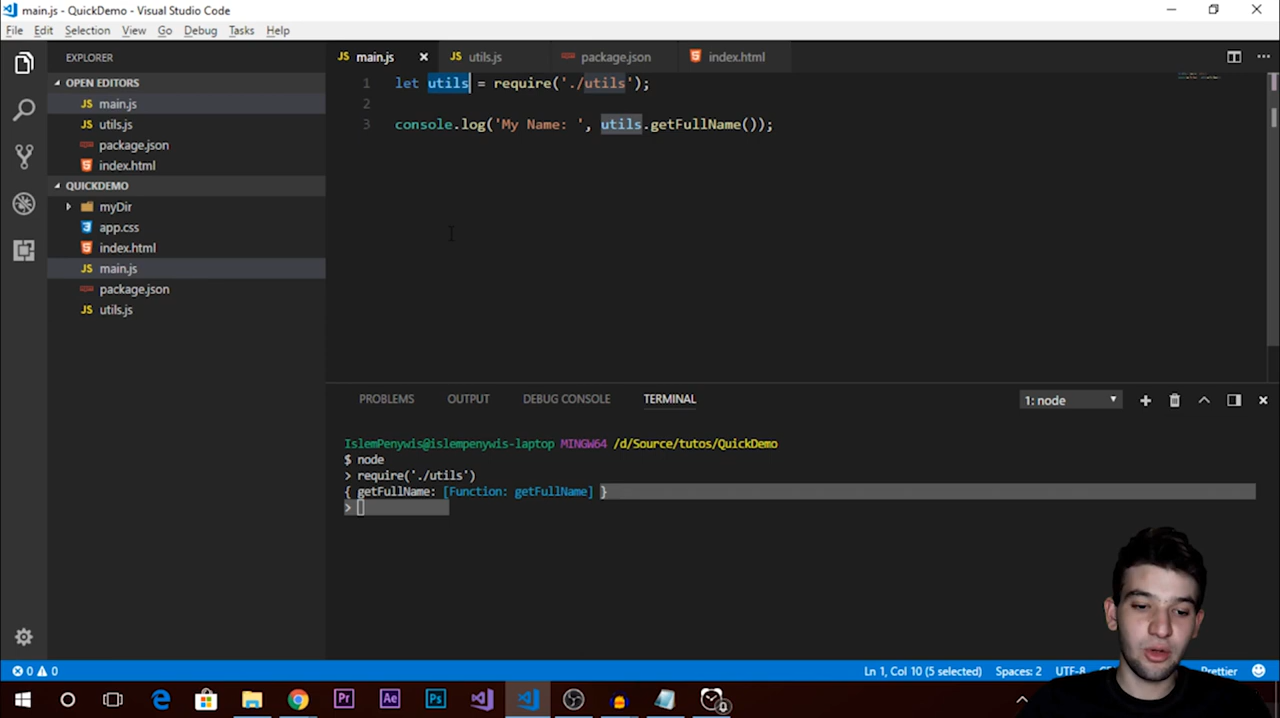 main.js - QuickDemo - Visual Studio Code
File Edit Selection View Go Debug Tasks Help
EXPLORER
OPEN EDITORS
JS main.js
JS utils.js
package.json
index.html
QUICKDEMO
myDir
app.css
index.html
JS main.js
package.json
JS utils.js
JS main.js JS utils.js package.json index.html
1 let utils = require('./utils');
2
3 console.log('My Name: ', utils.getFullName());
PROBLEMS OUTPUT DEBUG CONSOLE TERMINAL 1: node
IslemPenywis@islempenywis-laptop MINGW64 /d/Source/tutos/QuickDemo
$ node
> require('./utils')
{ getFullName: [Function: getFullName] }
>
0 0 Ln 1, Col 10 (5 selected) Spaces: 2 UTF-8 Prettier
Pr Ae Ps